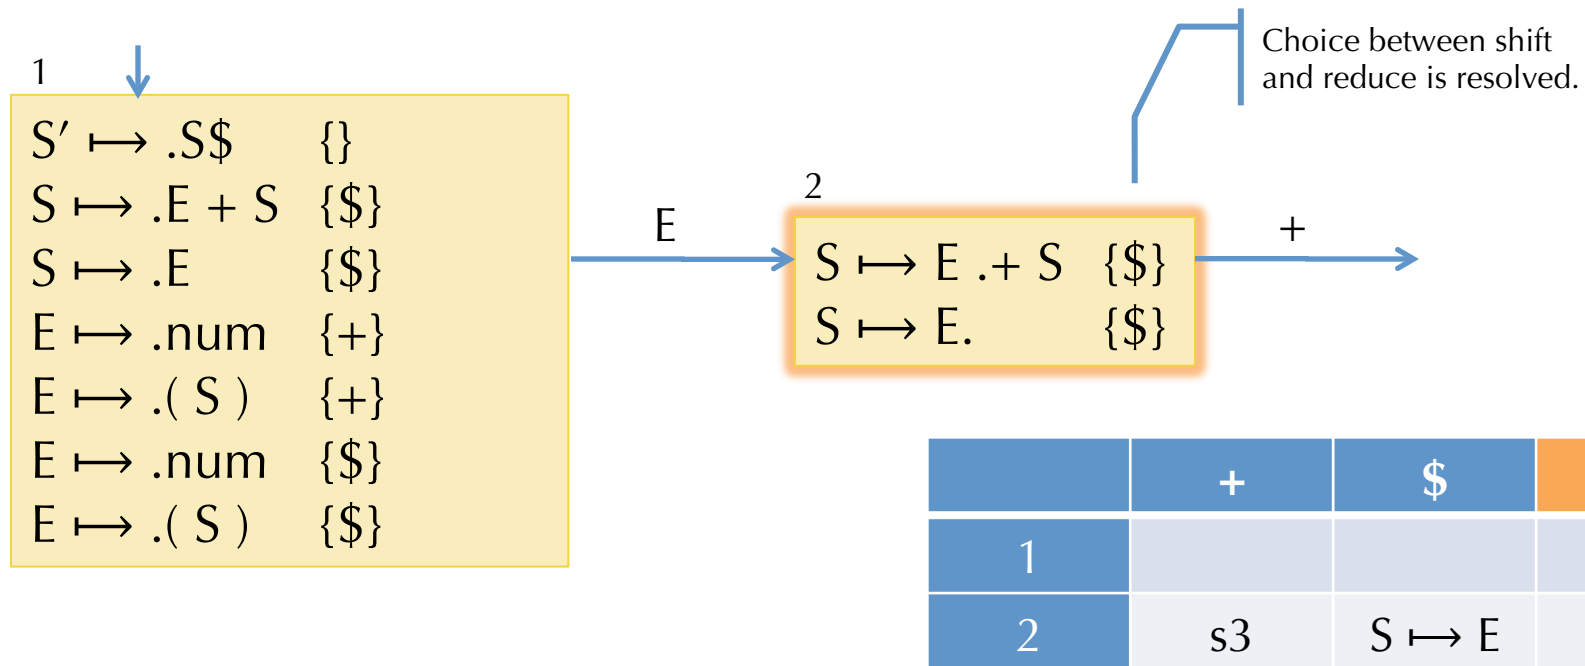 Choice between shift
and reduce is resolved.
1
S′ ⟼ .S$ {}
S ⟼ .E + S {$}
S ⟼ .E {$}
E ⟼ .num {+}
E ⟼ .( S ) {+}
E ⟼ .num {$}
E ⟼ .( S ) {$}
E
2
S ⟼ E .+ S {$}
S ⟼ E. {$}
+
+ $
1
2 s3 S ⟼ E